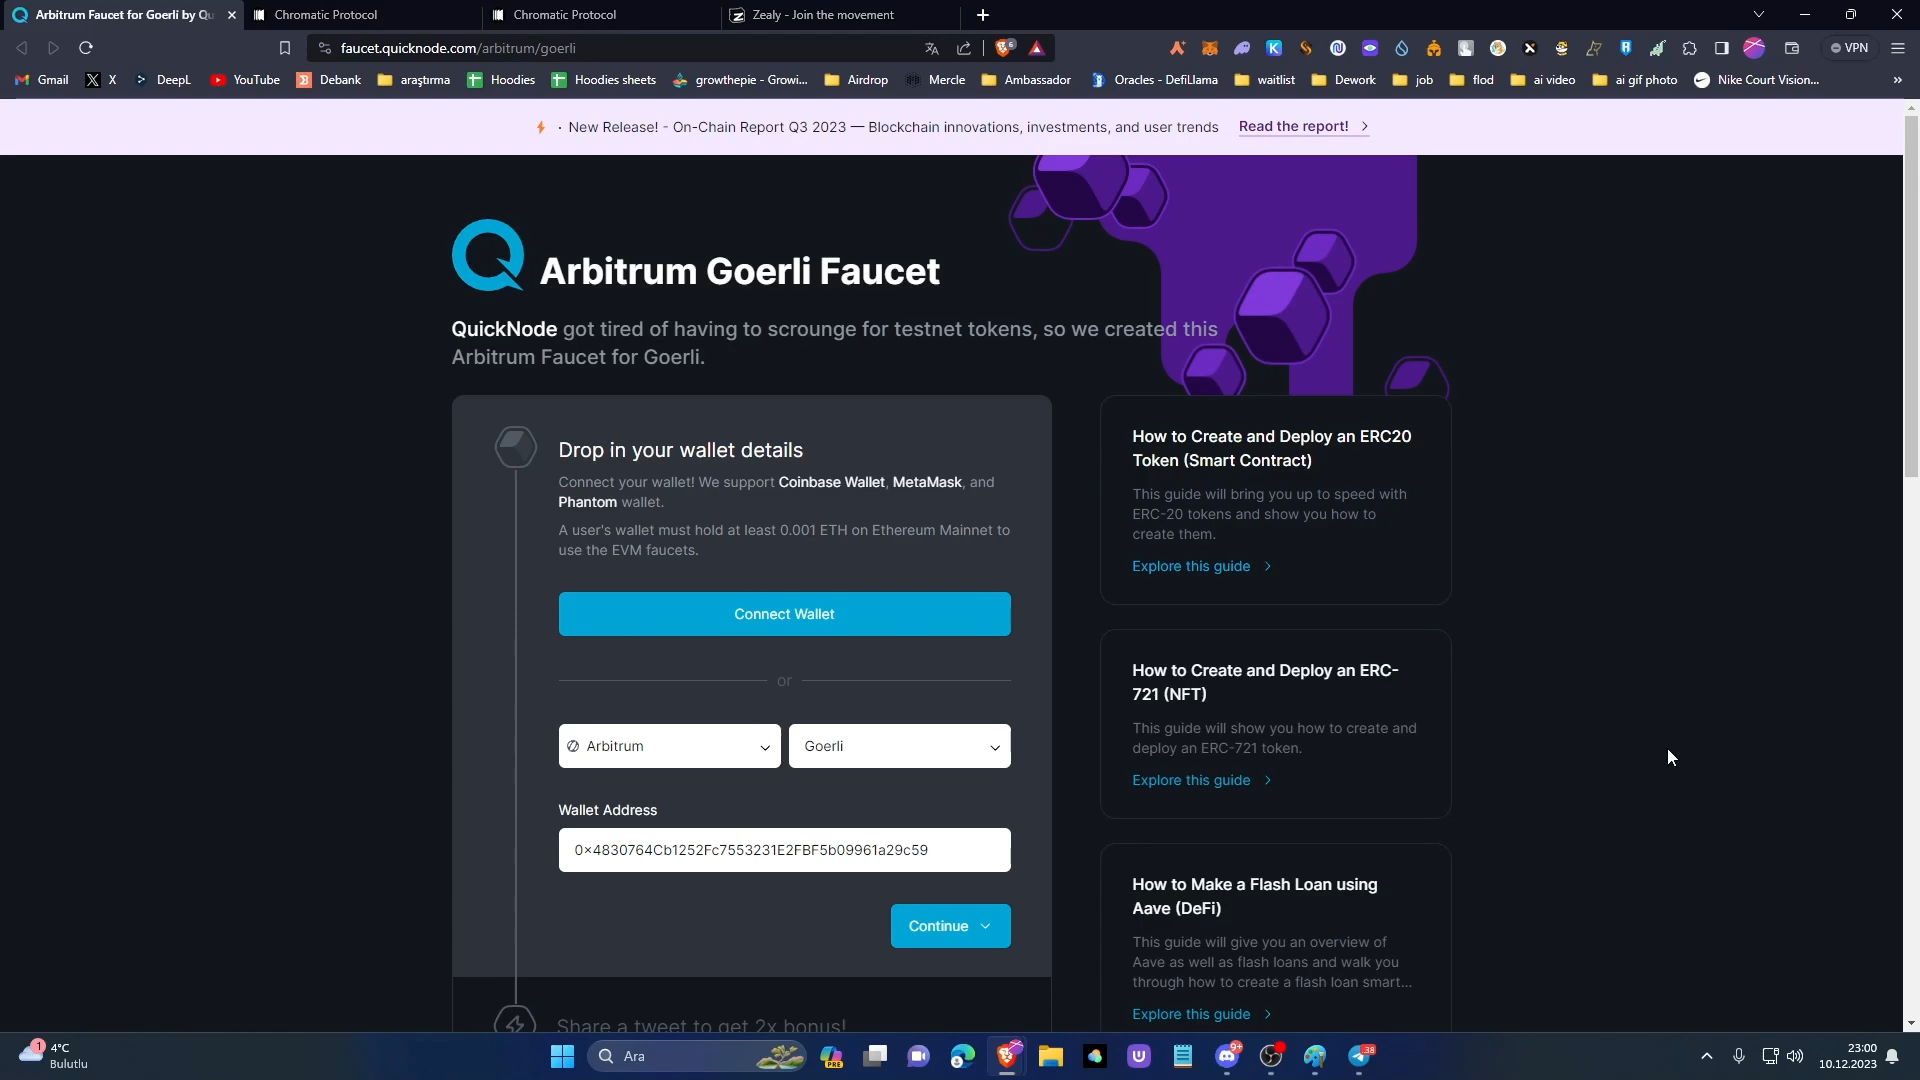 Arbitrum Faucet for Goerli by Qu
Chromatic Protocol
Chromatic Protocol
Zealy - Join the movement
faucet.quicknode.com/arbitrum/goerli
6
VPN
Gmail
X
DeepL
YouTube
Debank
araştırma
Hoodies
Hoodies sheets
growthepie - Growi...
Airdrop
Mercle
Ambassador
Oracles - DefiLlama
waitlist
Dework
job
flod
ai video
ai gif photo
Nike Court Vision...
»
· New Release! - On-Chain Report Q3 2023 — Blockchain innovations, investments, and user trends
Read the report!
Arbitrum Goerli Faucet
QuickNode got tired of having to scrounge for testnet tokens, so we created this
Arbitrum Faucet for Goerli.
Drop in your wallet details
Connect your wallet! We support Coinbase Wallet, MetaMask, and
Phantom wallet.
A user's wallet must hold at least 0.001 ETH on Ethereum Mainnet to
use the EVM faucets.
Connect Wallet
or
Arbitrum
Goerli
Wallet Address
0x4830764Cb1252Fc7553231E2FBF5b09961a29c59
Continue
Share a tweet to get 2x bonus!
How to Create and Deploy an ERC20
Token (Smart Contract)
This guide will bring you up to speed with
ERC-20 tokens and show you how to
create them.
Explore this guide
How to Create and Deploy an ERC-
721 (NFT)
This guide will show you how to create and
deploy an ERC-721 token.
Explore this guide
How to Make a Flash Loan using
Aave (DeFi)
This guide will give you an overview of
Aave as well as flash loans and walk you
through how to create a flash loan smart...
Explore this guide
1
4°C
Bulutlu
Ara
PRE
9+
38
23:00
10.12.2023